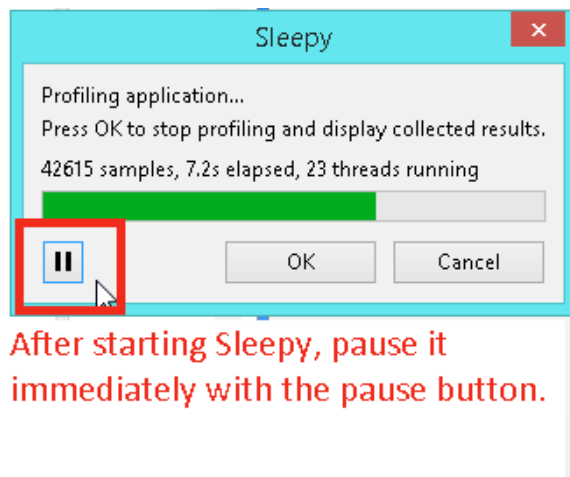 Sleepy
Profiling application...
Press OK to stop profiling and display collected results.
42615 samples, 7.2s elapsed, 23 threads running
OK
Cancel
After starting Sleepy, pause it
immediately with the pause button.